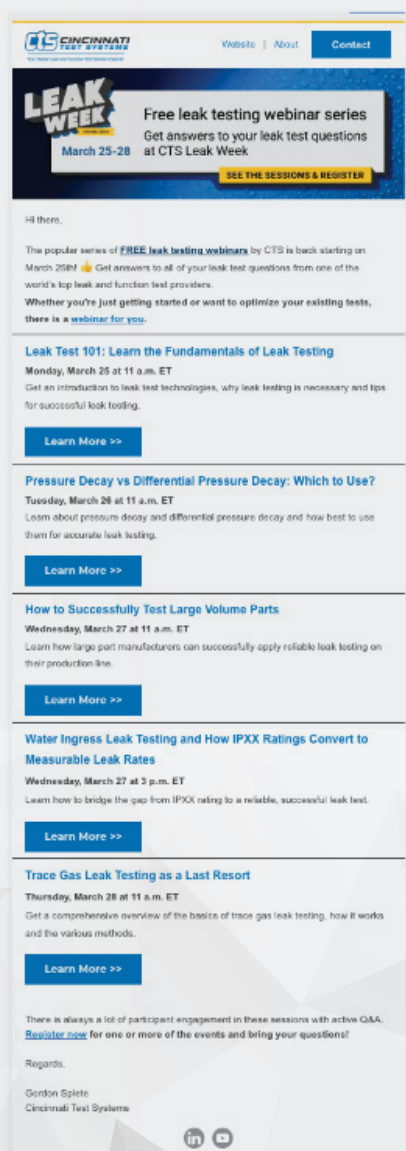 CTS CINCINNATI
TEST SYSTEMS
Website | About
Contact
LEAK
WEEK
March 25-28
Free leak testing webinar series
Get answers to your leak test questions
at CTS Leak Week
SEE THE SESSIONS & REGISTER
Hi there,
The popular series of FREE leak testing webinars by CTS is back starting on
March 25th! 👍 Get answers to all of your leak test questions from one of the
world's top leak and function test providers.
Whether you're just getting started or want to optimize your existing tests,
there is a webinar for you.
Leak Test 101: Learn the Fundamentals of Leak Testing
Monday, March 25 at 11 a.m. ET
Get an introduction to leak test technologies, why leak testing is necessary and tips
for successful leak testing.
Learn More >>
Pressure Decay vs Differential Pressure Decay: Which to Use?
Tuesday, March 26 at 11 a.m. ET
Learn about pressure decay and differential pressure decay and how best to use
them for accurate leak testing.
Learn More >>
How to Successfully Test Large Volume Parts
Wednesday, March 27 at 11 a.m. ET
Learn how large part manufacturers can successfully apply reliable leak testing on
their production line.
Learn More >>
Water Ingress Leak Testing and How IPXX Ratings Convert to
Measurable Leak Rates
Wednesday, March 27 at 3 p.m. ET
Learn how to bridge the gap from IPXX rating to a reliable, successful leak test.
Learn More >>
Trace Gas Leak Testing as a Last Resort
Thursday, March 28 at 11 a.m. ET
Get a comprehensive overview of the basics of trace gas leak testing, how it works
and the various methods.
Learn More >>
There is always a lot of participant engagement in these sessions with active Q&A.
Register now for one or more of the events and bring your questions!
Regards,
Gordon Splete
Cincinnati Test Systems
in